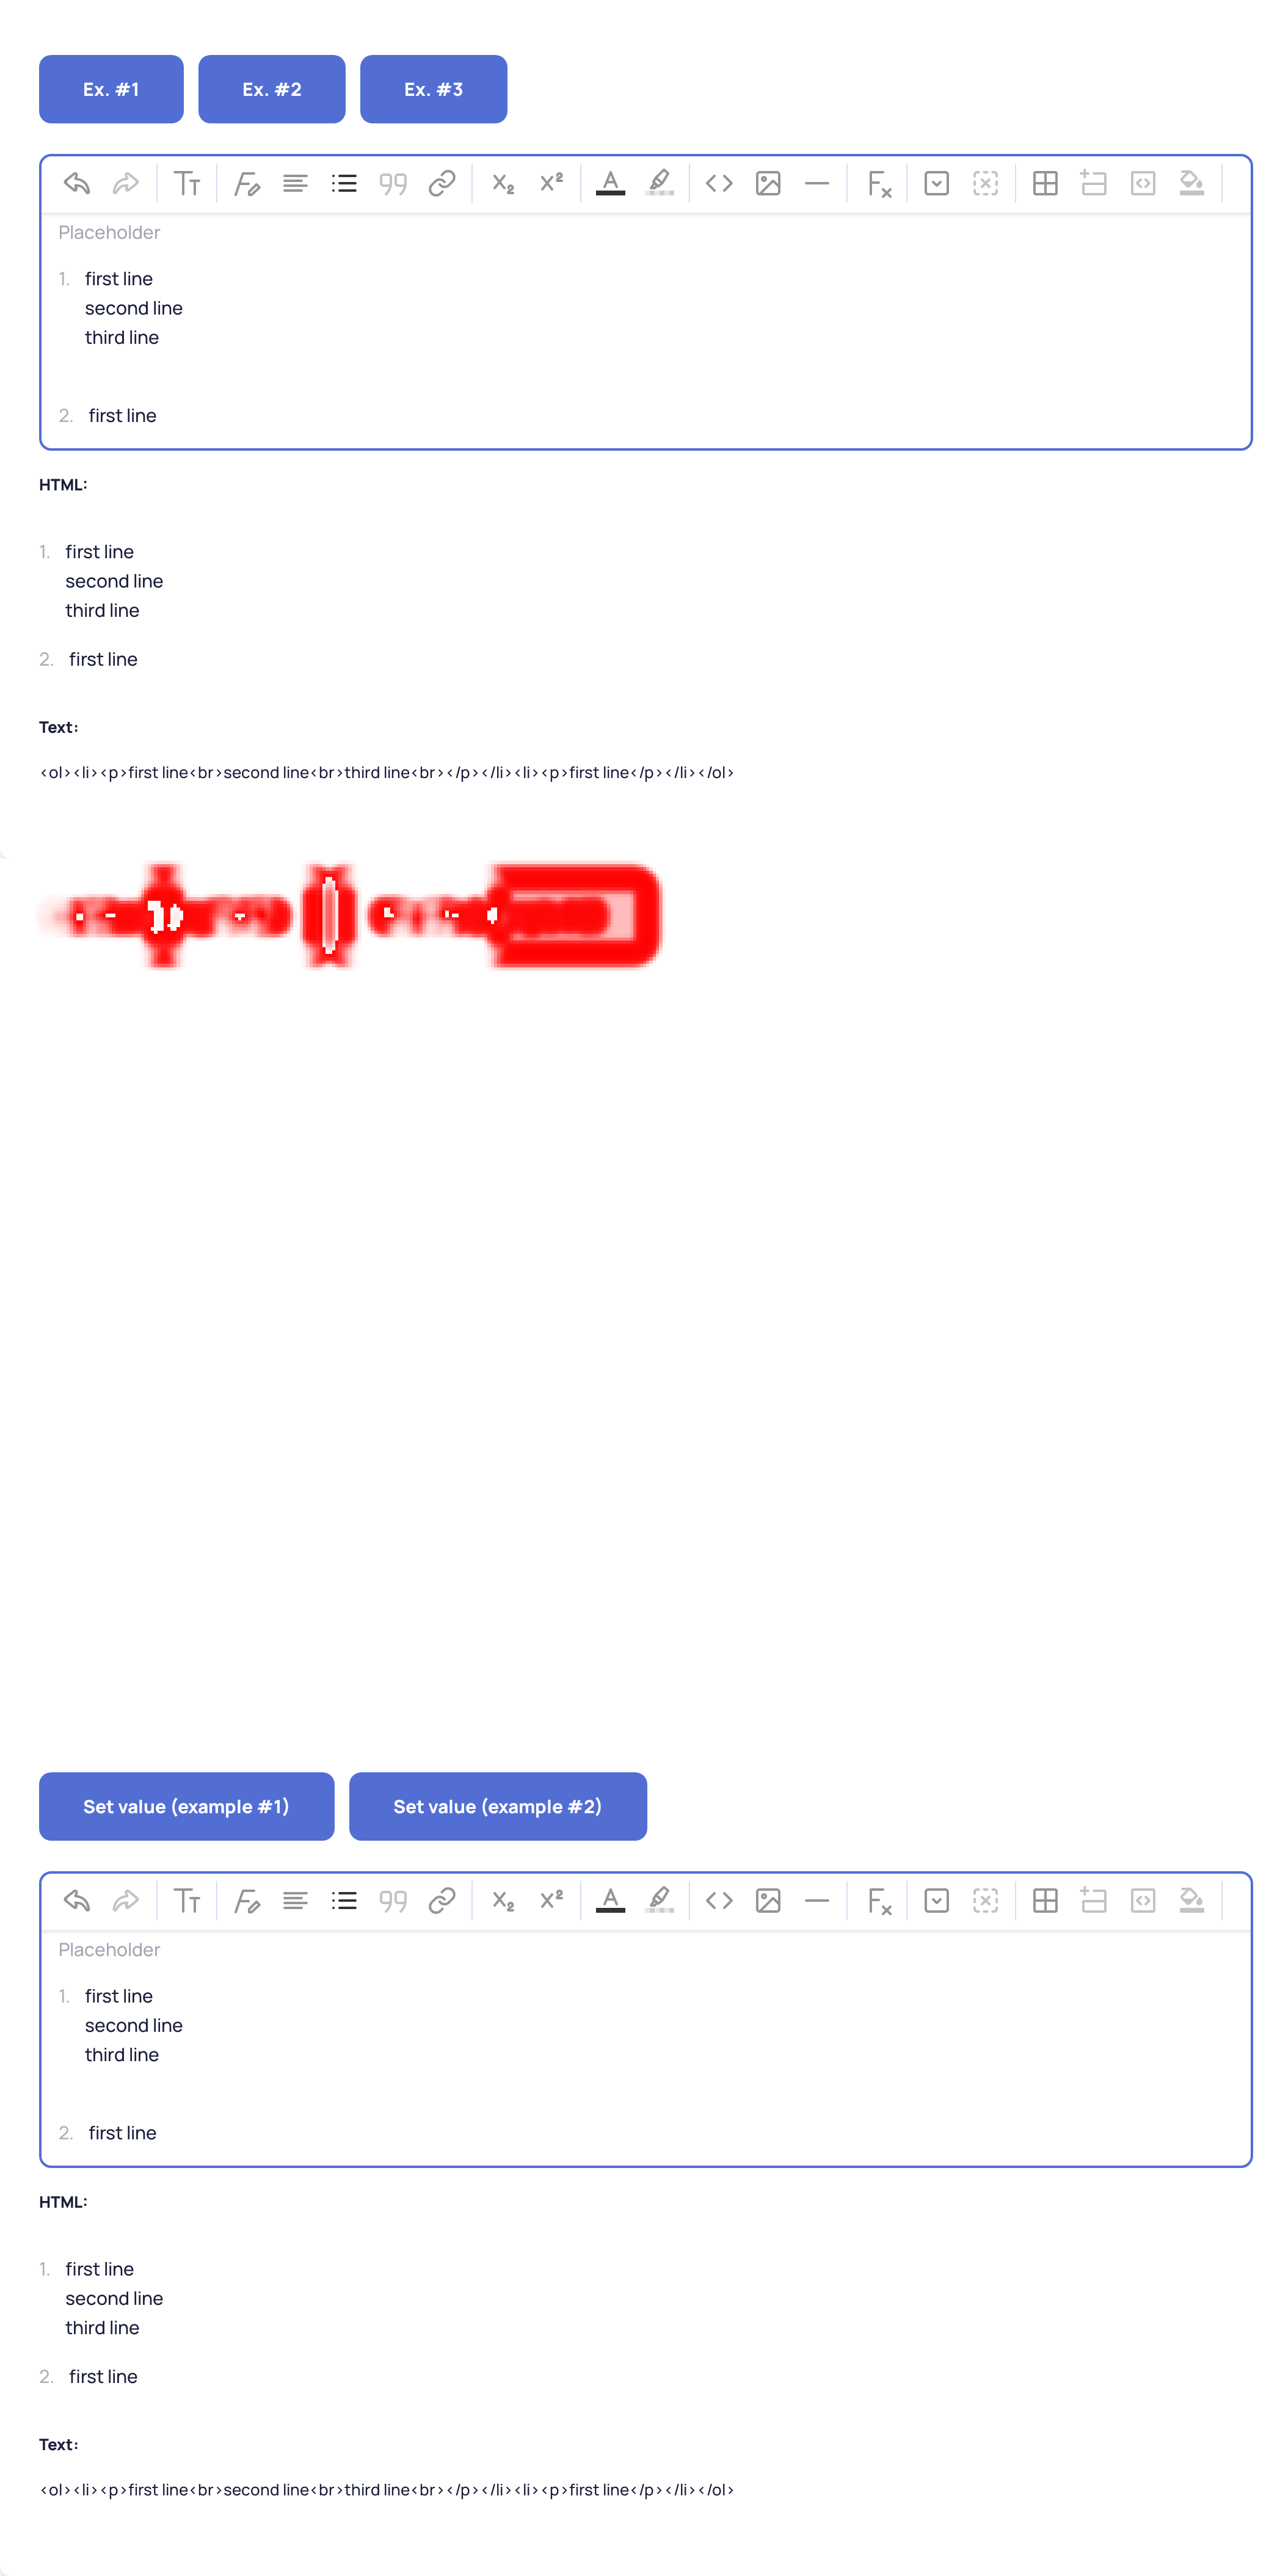 Ex. #1 Ex. #2 Ex. #3
Placeholder
1. first line
second line
third line
2. first line
HTML:
1. first line
second line
third line
2. first line
Text:
<ol><li><p>first line<br>second line<br>third line<br></p></li><li><p>first line</p></li></ol>
Set value (example #1) Set value (example #2)
Placeholder
1. first line
second line
third line
2. first line
HTML:
1. first line
second line
third line
2. first line
Text:
<ol><li><p>first line<br>second line<br>third line<br></p></li><li><p>first line</p></li></ol>